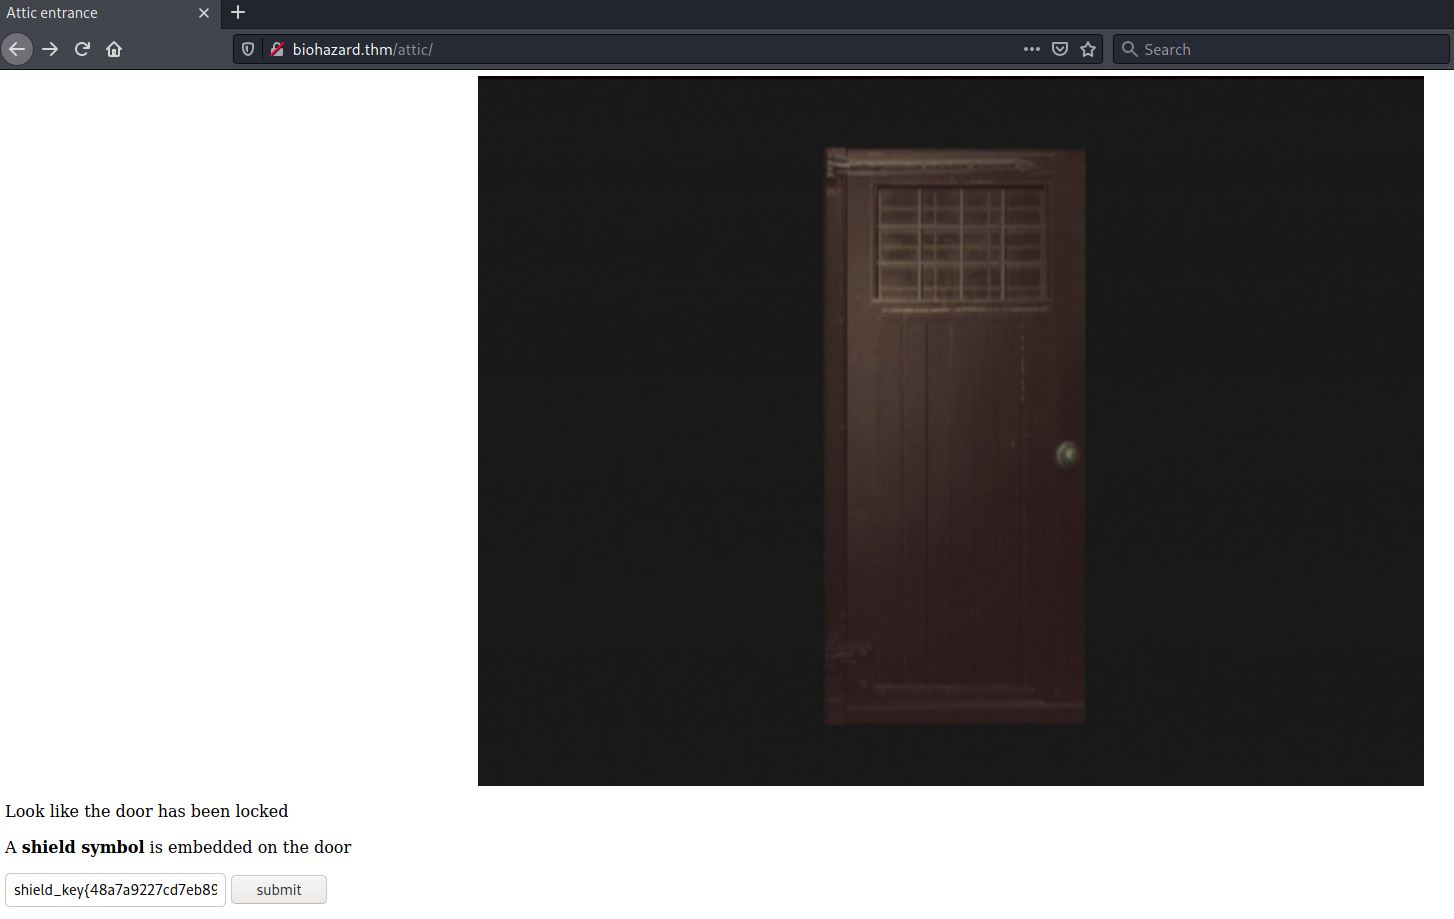 Attic entrance
biohazard.thm/attic/
Search
Look like the door has been locked
A shield symbol is embedded on the door
shield_key{48a7a9227cd7eb89
submit